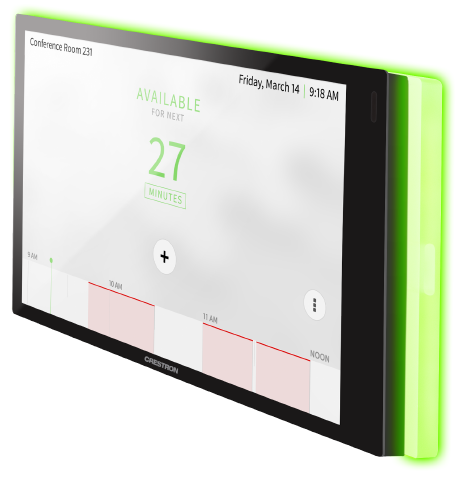 Conference Room 231
Friday, March 14 | 9:18 AM
AVAILABLE
FOR NEXT
27
MINUTES
9 AM
10 AM
11 AM
NOON
CRESTRON